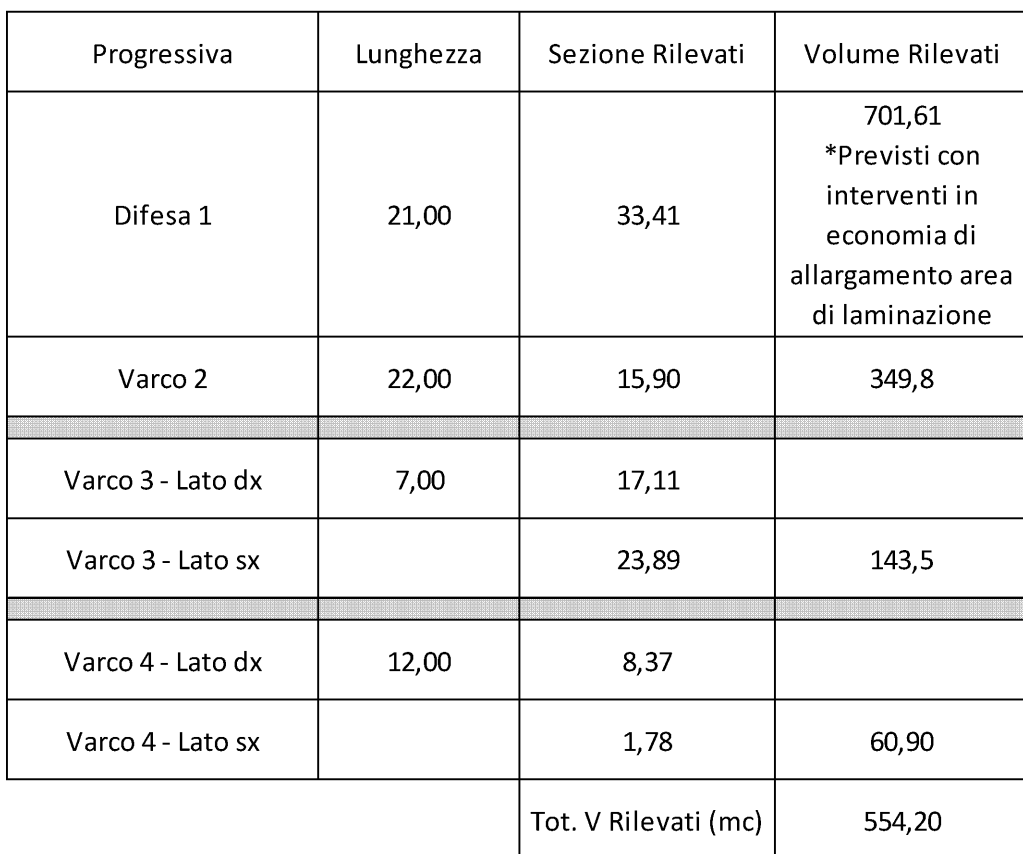 Progressiva Lunghezza Sezione Rilevati Volume Rilevati
Difesa 1 21,00 33,41 701,61
*Previsti con
interventi in
economia di
allargamento area
di laminazione
Varco 2 22,00 15,90 349,8
Varco 3 - Lato dx 7,00 17,11
Varco 3 - Lato sx 23,89 143,5
Varco 4 - Lato dx 12,00 8,37
Varco 4 - Lato sx 1,78 60,90
Tot. V Rilevati (mc) 554,20